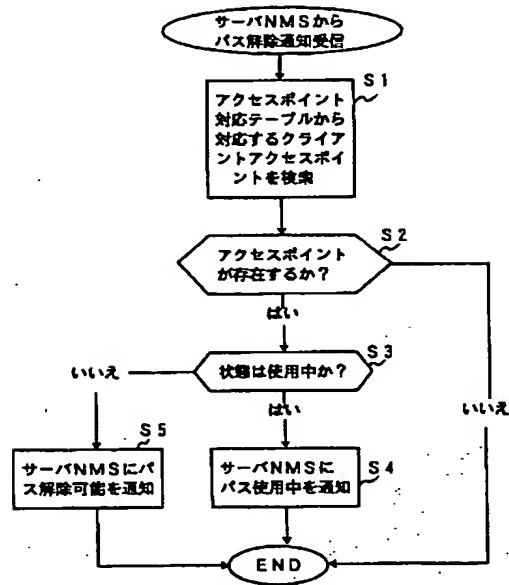 サーバNMSから
パス解除通知受信
S1
アクセスポイント
対応テーブルから
対応するクライア
ントアクセスポイ
ントを検索
S2
アクセスポイント
が存在するか?
はい
S3
状態は使用中か?
いいえ
はい
いいえ
S5
サーバNMSにパ
ス解除可能を通知
S4
サーバNMSに
パス使用中を通知
END